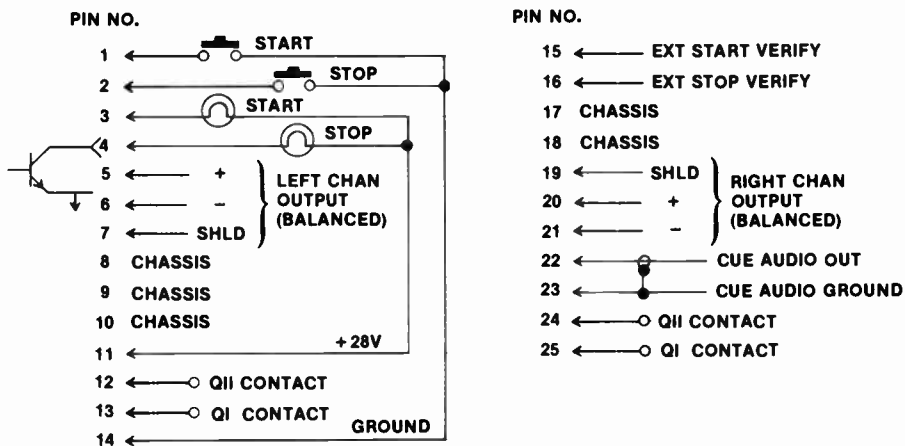 PIN NO.
1 START
2 STOP
3 START
4 STOP
5 +
6 -
7 SHLD
LEFT CHAN
OUTPUT
(BALANCED)
8 CHASSIS
9 CHASSIS
10 CHASSIS
11 +28V
12 QII CONTACT
13 QI CONTACT
14 GROUND
PIN NO.
15 EXT START VERIFY
16 EXT STOP VERIFY
17 CHASSIS
18 CHASSIS
19 SHLD
20 +
21 -
RIGHT CHAN
OUTPUT
(BALANCED)
22 CUE AUDIO OUT
23 CUE AUDIO GROUND
24 QII CONTACT
25 QI CONTACT